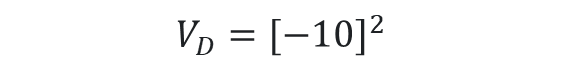 V_D = [−10]²